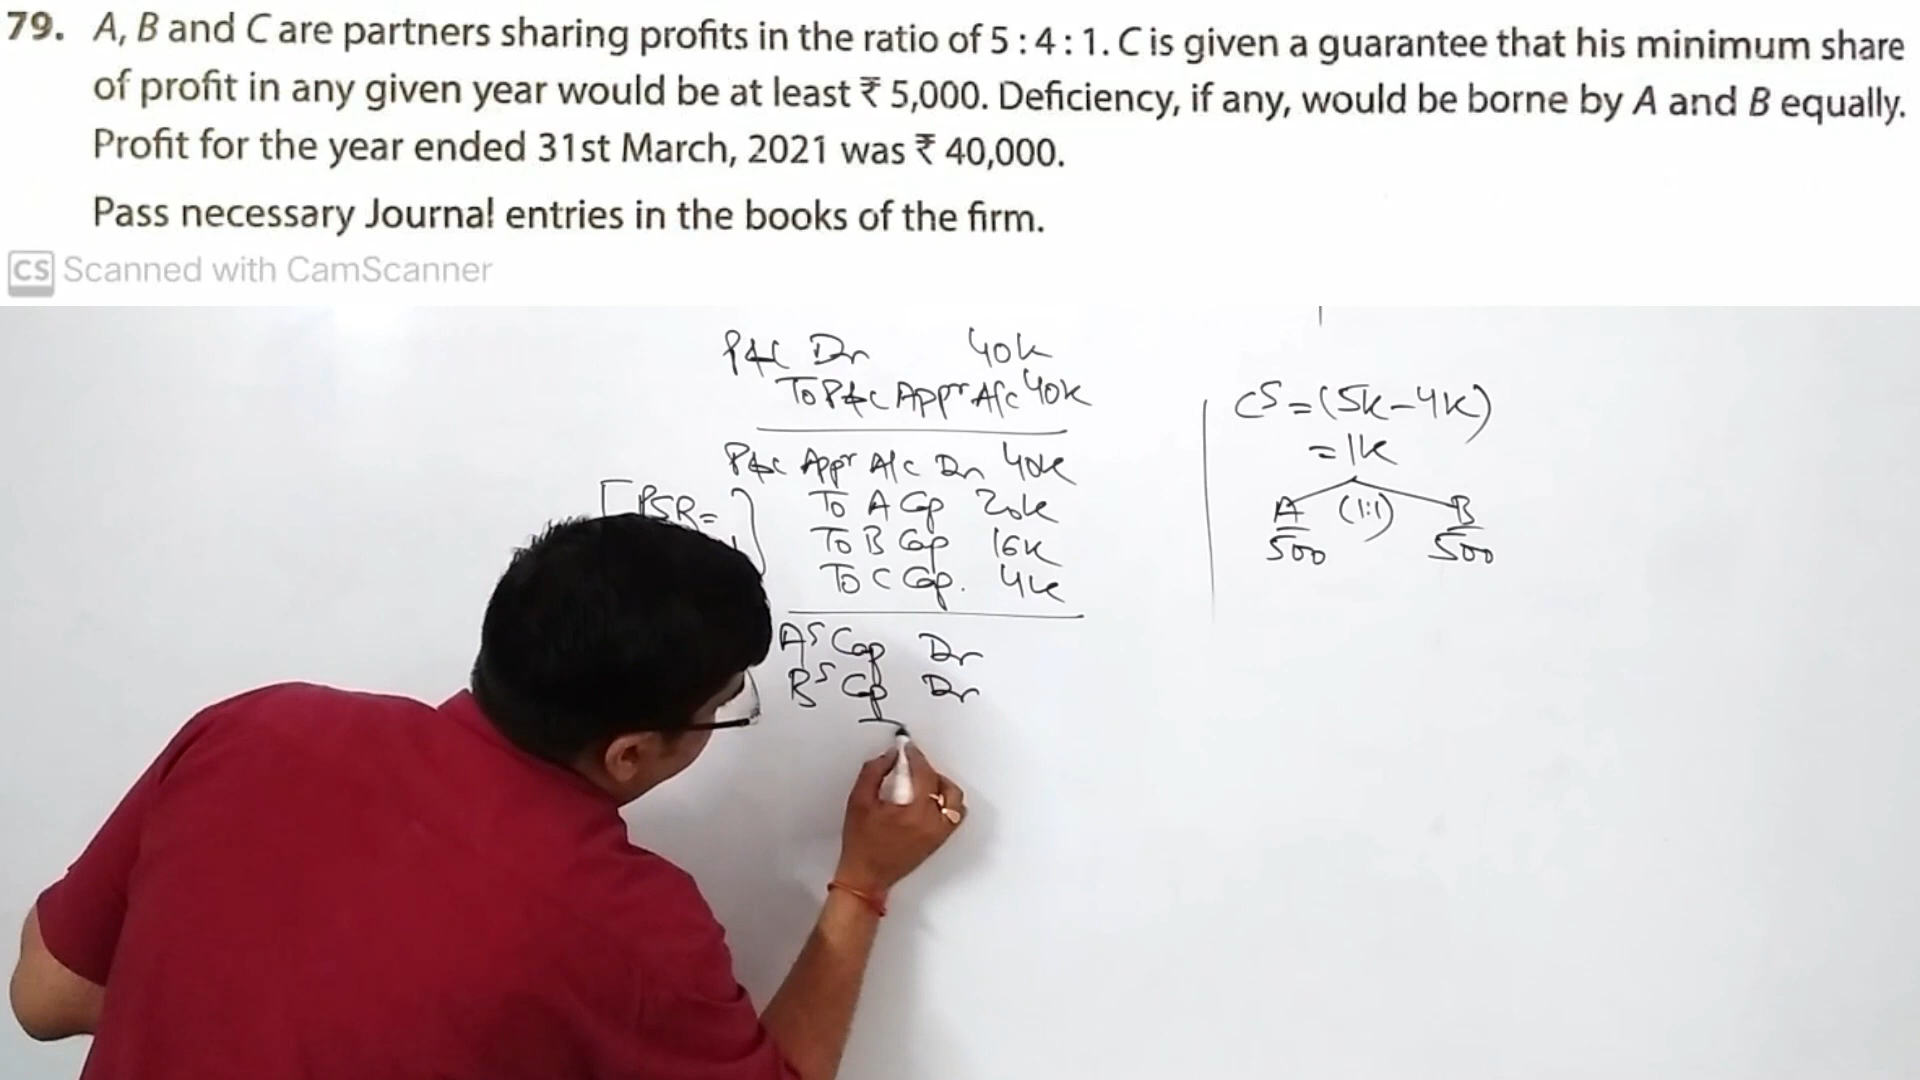 79. A, B and C are partners sharing profits in the ratio of 5 : 4 : 1. C is given a guarantee that his minimum share
of profit in any given year would be at least ₹ 5,000. Deficiency, if any, would be borne by A and B equally.
Profit for the year ended 31st March, 2021 was ₹ 40,000.
Pass necessary Journal entries in the books of the firm.
CS Scanned with CamScanner
P&L Dr 40k
To P&L Appr A/c 40k
P&L Appr A/c Dr 40k
[PSR= To A Cap 20k
To B Cap 16k
To C Cap. 4k
A's Cap Dr
B's Cap Dr
C's = (5k-4k)
= 1k
A (1:1) B
500 500